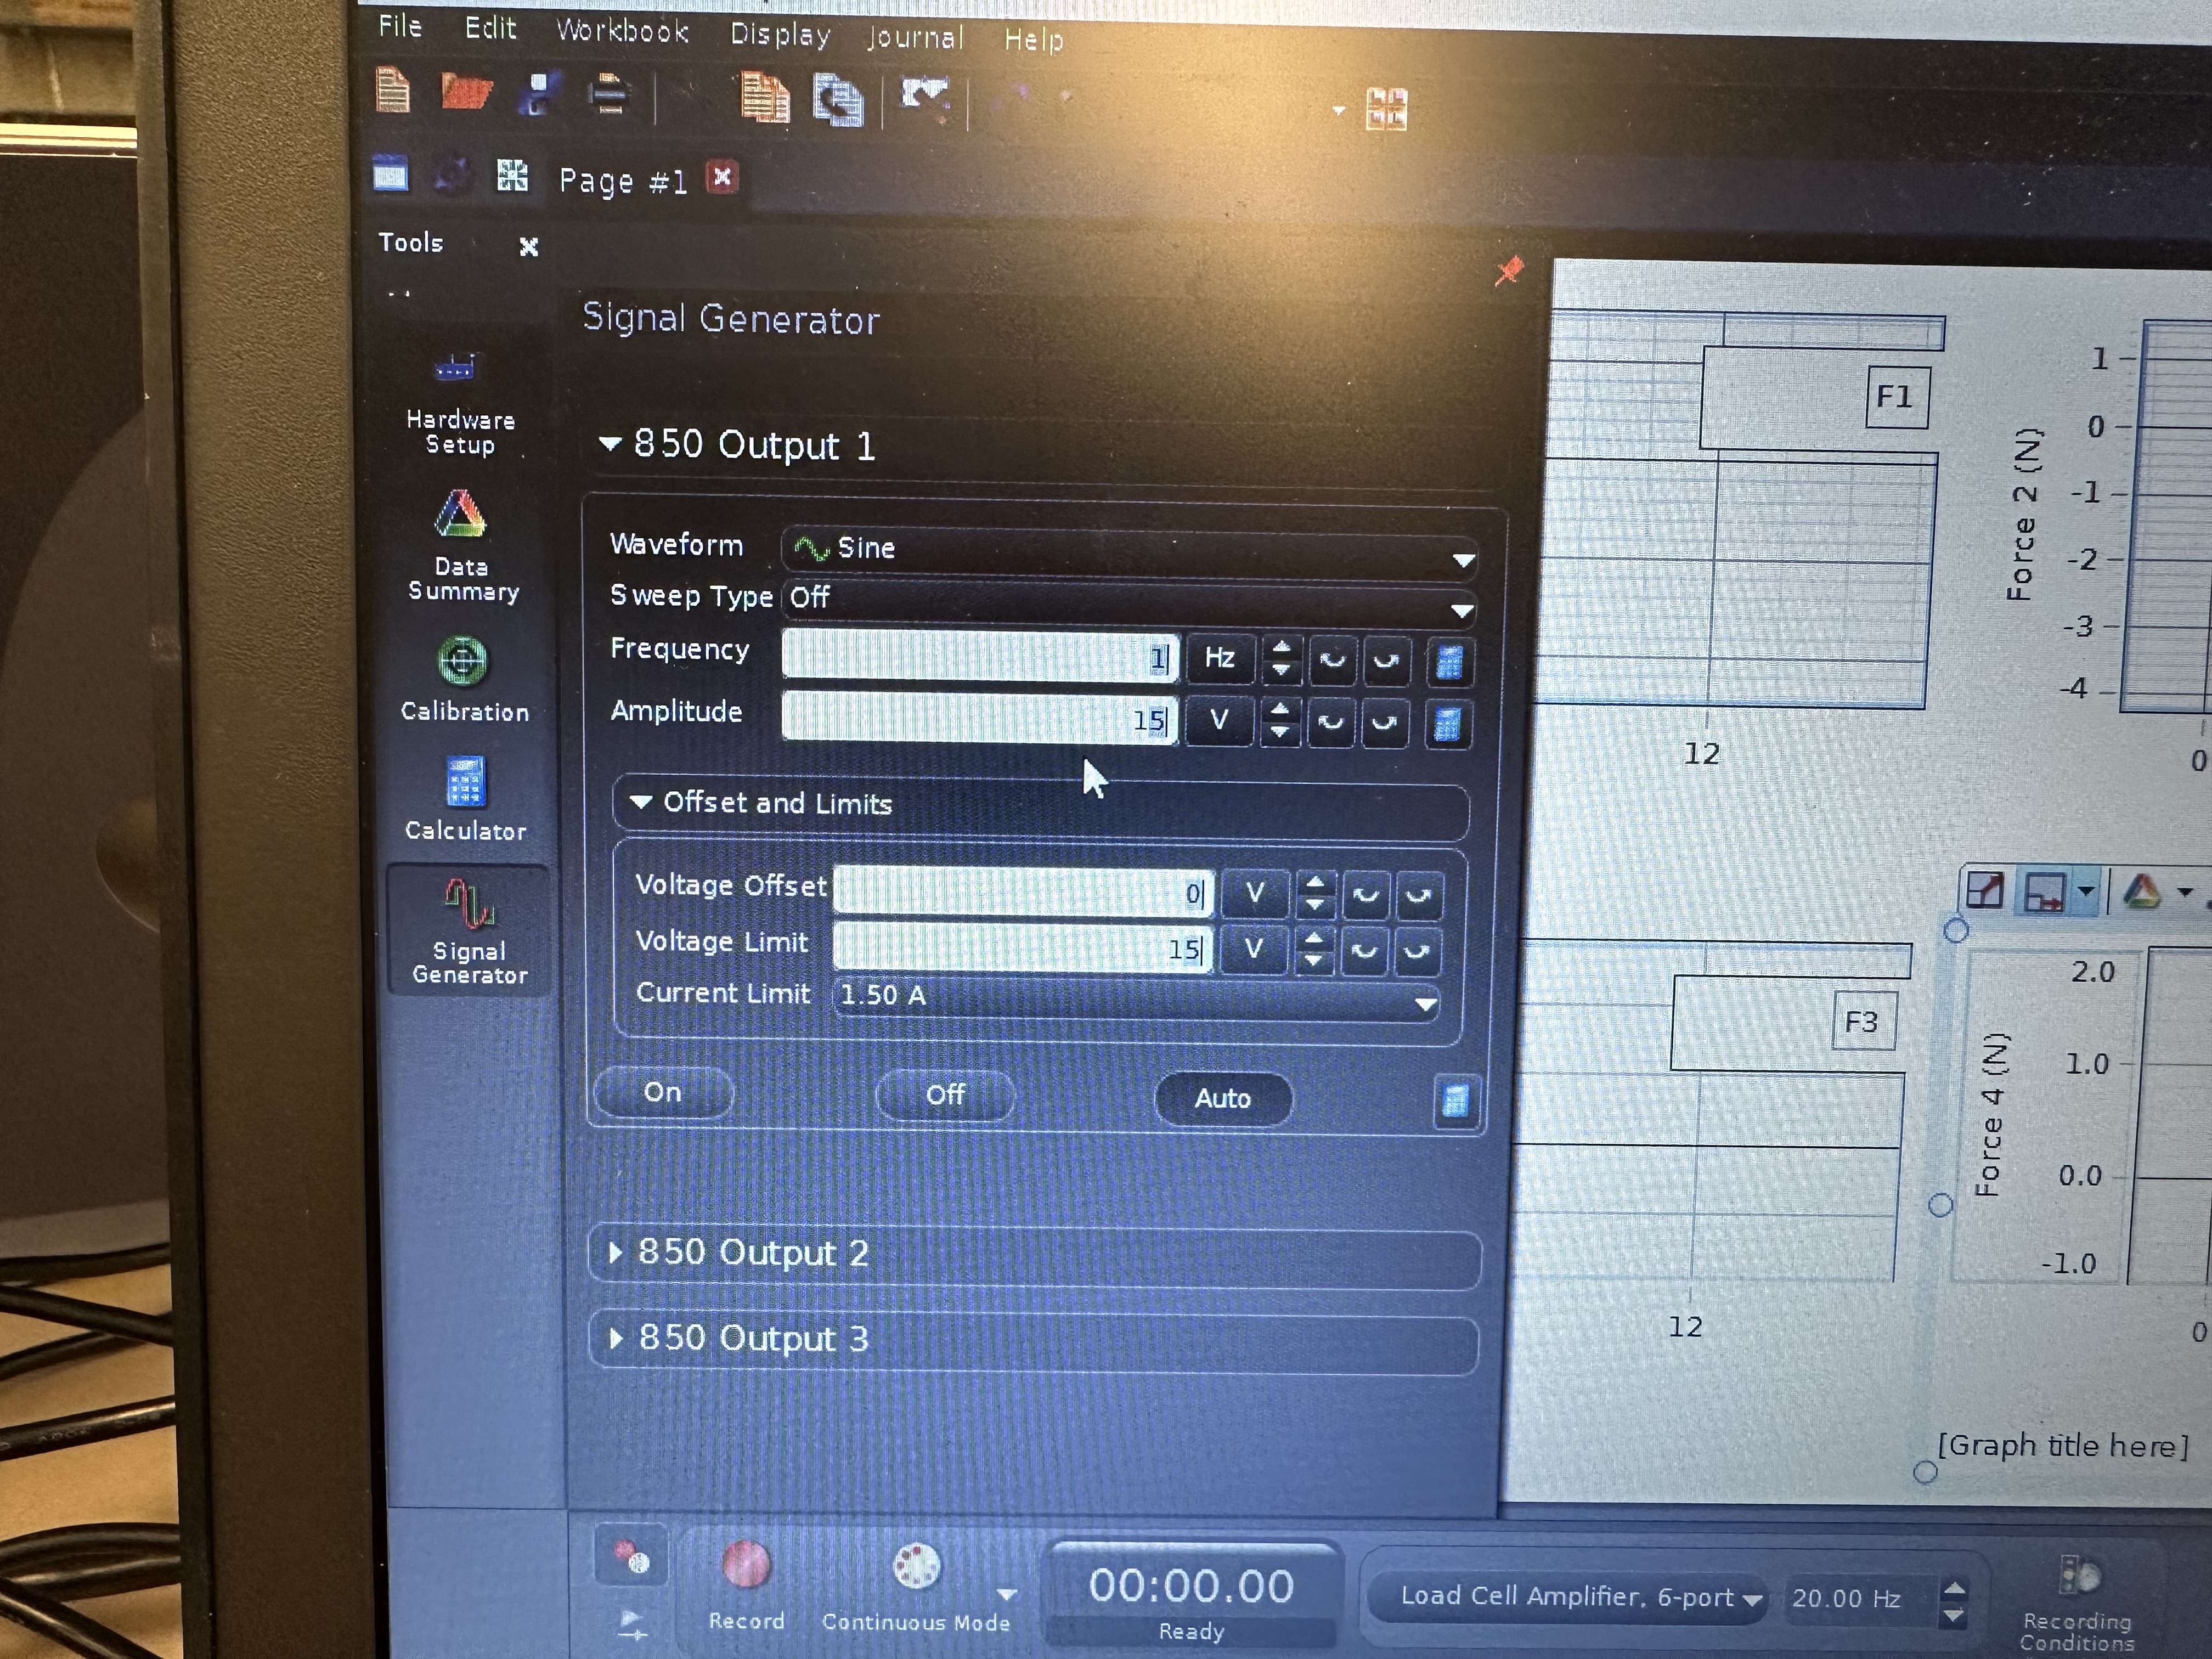 File Edit Workbook Display Journal Help
Page #1
Tools
Signal Generator
Hardware
Setup
Data
Summary
Calibration
Calculator
Signal
Generator
850 Output 1
Waveform Sine
Sweep Type Off
Frequency 1 Hz
Amplitude 15 V
Offset and Limits
Voltage Offset 0 V
Voltage Limit 15 V
Current Limit 1.50 A
On Off Auto
850 Output 2
850 Output 3
F1
12
Force 2 (N)
1
0
-1
-2
-3
-4
0
F3
12
Force 4 (N)
2.0
1.0
0.0
-1.0
0
[Graph title here]
Record
Continuous Mode
00:00.00
Ready
Load Cell Amplifier, 6-port
20.00 Hz
Recording
Conditions